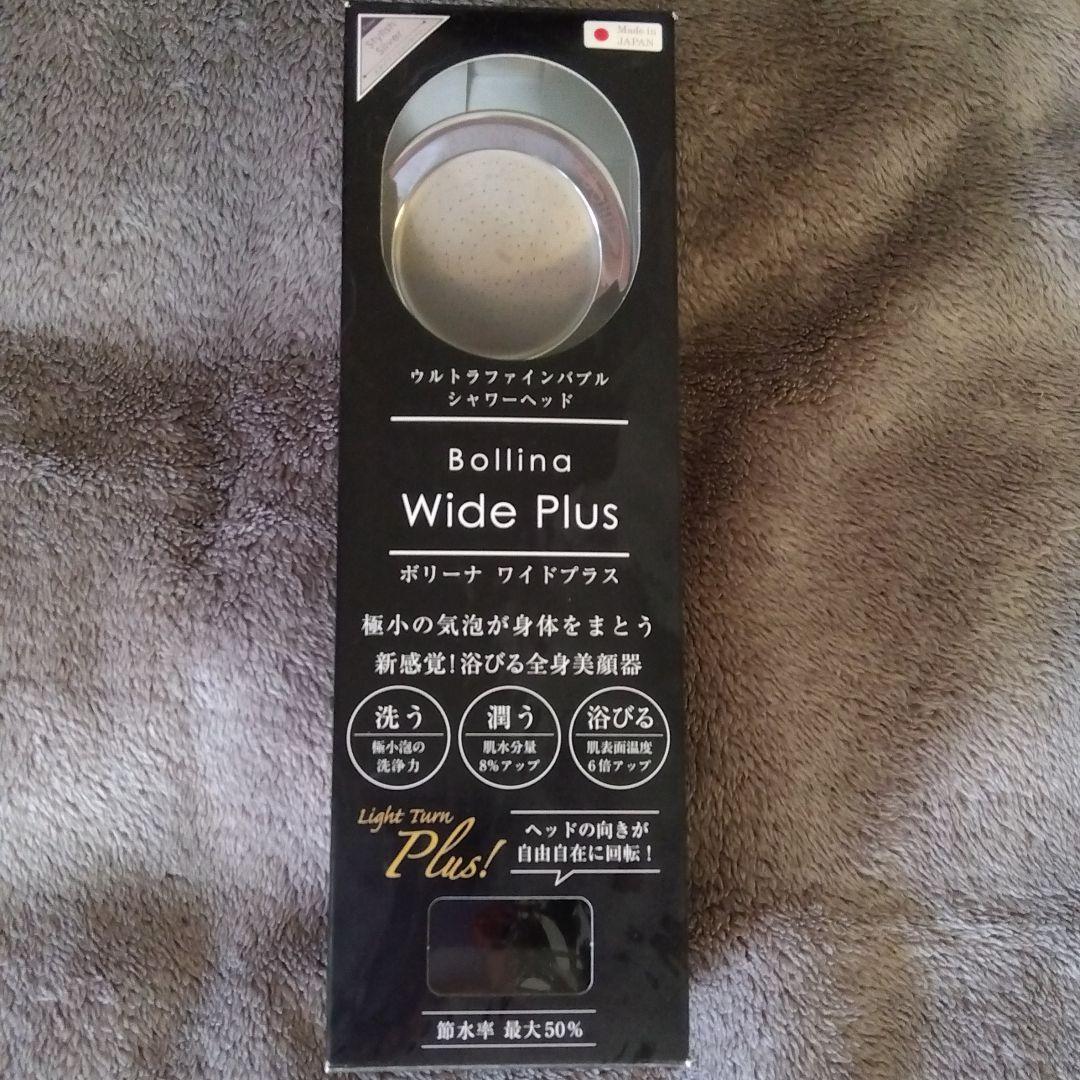 Stylish
Silver
Made in
JAPAN
ウルトラファインバブル
シャワーヘッド
Bollina
Wide Plus
ボリーナ ワイドプラス
極小の気泡が身体をまとう
新感覚!浴びる全身美顔器
洗う
極小泡の
洗浄力
潤う
肌水分量
8%アップ
浴びる
肌表面温度
6倍アップ
Light Turn
Plus!
ヘッドの向きが
自由自在に回転!
節水率 最大50%